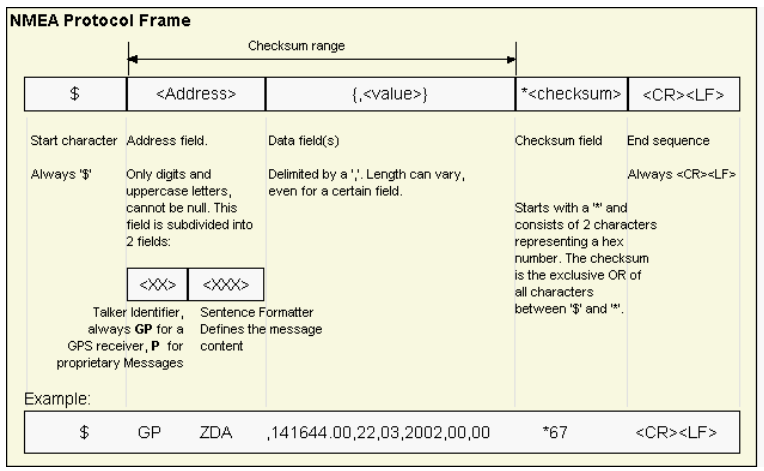 NMEA Protocol Frame
Checksum range
$ <Address> {,<value>} *<checksum> <CR><LF>
Start character
Always '$'
Address field.
Only digits and
uppercase letters,
cannot be null. This
field is subdivided into
2 fields:
<XX> <XXX>
Talker Identifier,
always GP for a
GPS receiver, P for
proprietary Messages
Sentence Formatter
Defines the message
content
Data field(s)
Delimited by a ','. Length can vary,
even for a certain field.
Checksum field
Starts with a '*' and
consists of 2 characters
representing a hex
number. The checksum
is the exclusive OR of
all characters
between '$' and '*'.
End sequence
Always <CR><LF>
Example:
$ GP ZDA ,141644.00,22,03,2002,00,00 *67 <CR><LF>